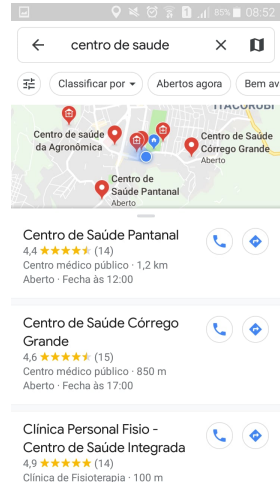 85% 08:52
centro de saude
Classificar por
Abertos agora
Bem av
ITACORUBI
Centro de saúde
da Agronômica
Centro de Saúde
Córrego Grande
Aberto
Centro de
Saúde Pantanal
Aberto
Centro de Saúde Pantanal
4,4 (14)
Centro médico público · 1,2 km
Aberto · Fecha às 12:00
Centro de Saúde Córrego
Grande
4,6 (15)
Centro médico público · 850 m
Aberto · Fecha às 17:00
Clínica Personal Fisio -
Centro de Saúde Integrada
4,9 (14)
Clínica de Fisioterapia · 100 m